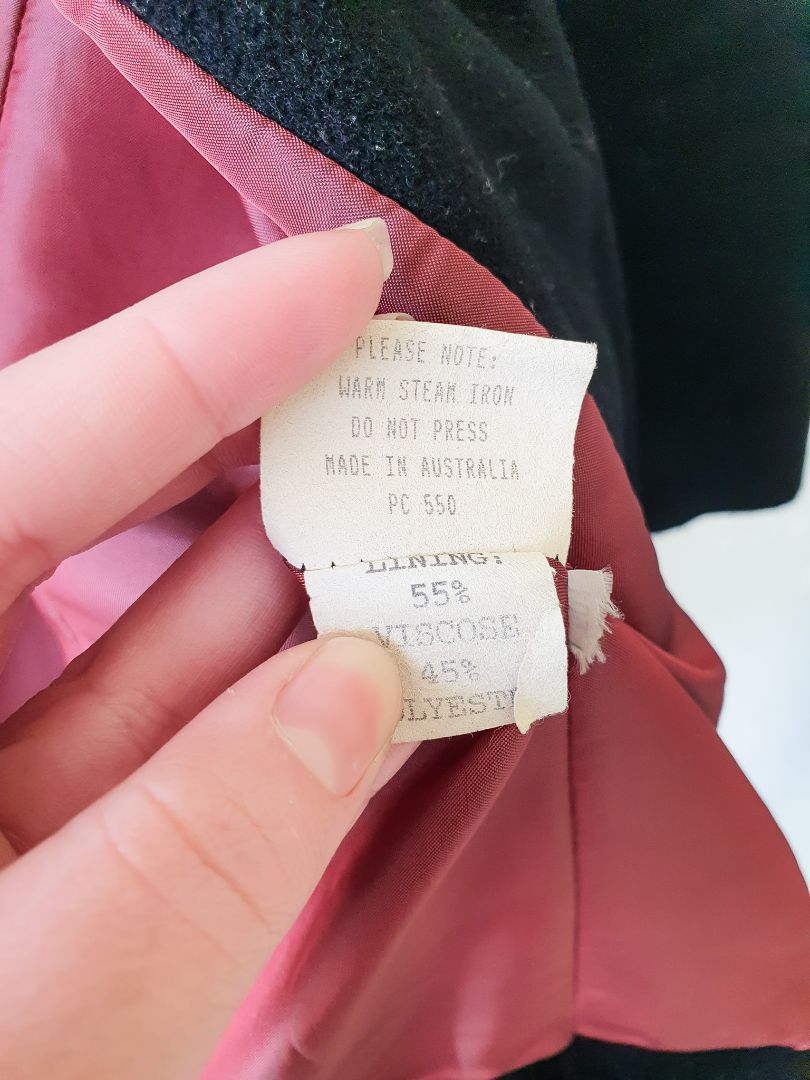 PLEASE NOTE:
WARM STEAM IRON
DO NOT PRESS
MADE IN AUSTRALIA
PC 550
LINING:
55%
VISCOSE
45%